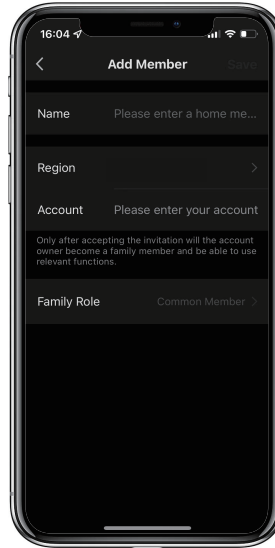 16:04
Add Member Save
Name Please enter a home me...
Region
Account Please enter your account
Only after accepting the invitation will the account
owner become a family member and be able to use
relevant functions.
Family Role Common Member